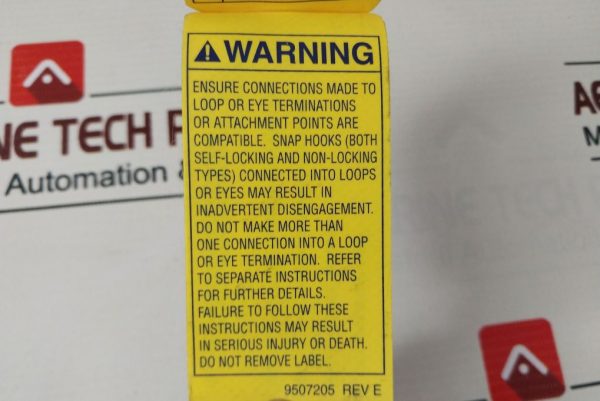 WARNING
ENSURE CONNECTIONS MADE TO
LOOP OR EYE TERMINATIONS
OR ATTACHMENT POINTS ARE
COMPATIBLE. SNAP HOOKS (BOTH
SELF-LOCKING AND NON-LOCKING
TYPES) CONNECTED INTO LOOPS
OR EYES MAY RESULT IN
INADVERTENT DISENGAGEMENT.
DO NOT MAKE MORE THAN
ONE CONNECTION INTO A LOOP
OR EYE TERMINATION. REFER
TO SEPARATE INSTRUCTIONS
FOR FURTHER DETAILS.
FAILURE TO FOLLOW THESE
INSTRUCTIONS MAY RESULT
IN SERIOUS INJURY OR DEATH.
DO NOT REMOVE LABEL.
9507205 REV E
NE TECH
Automation &